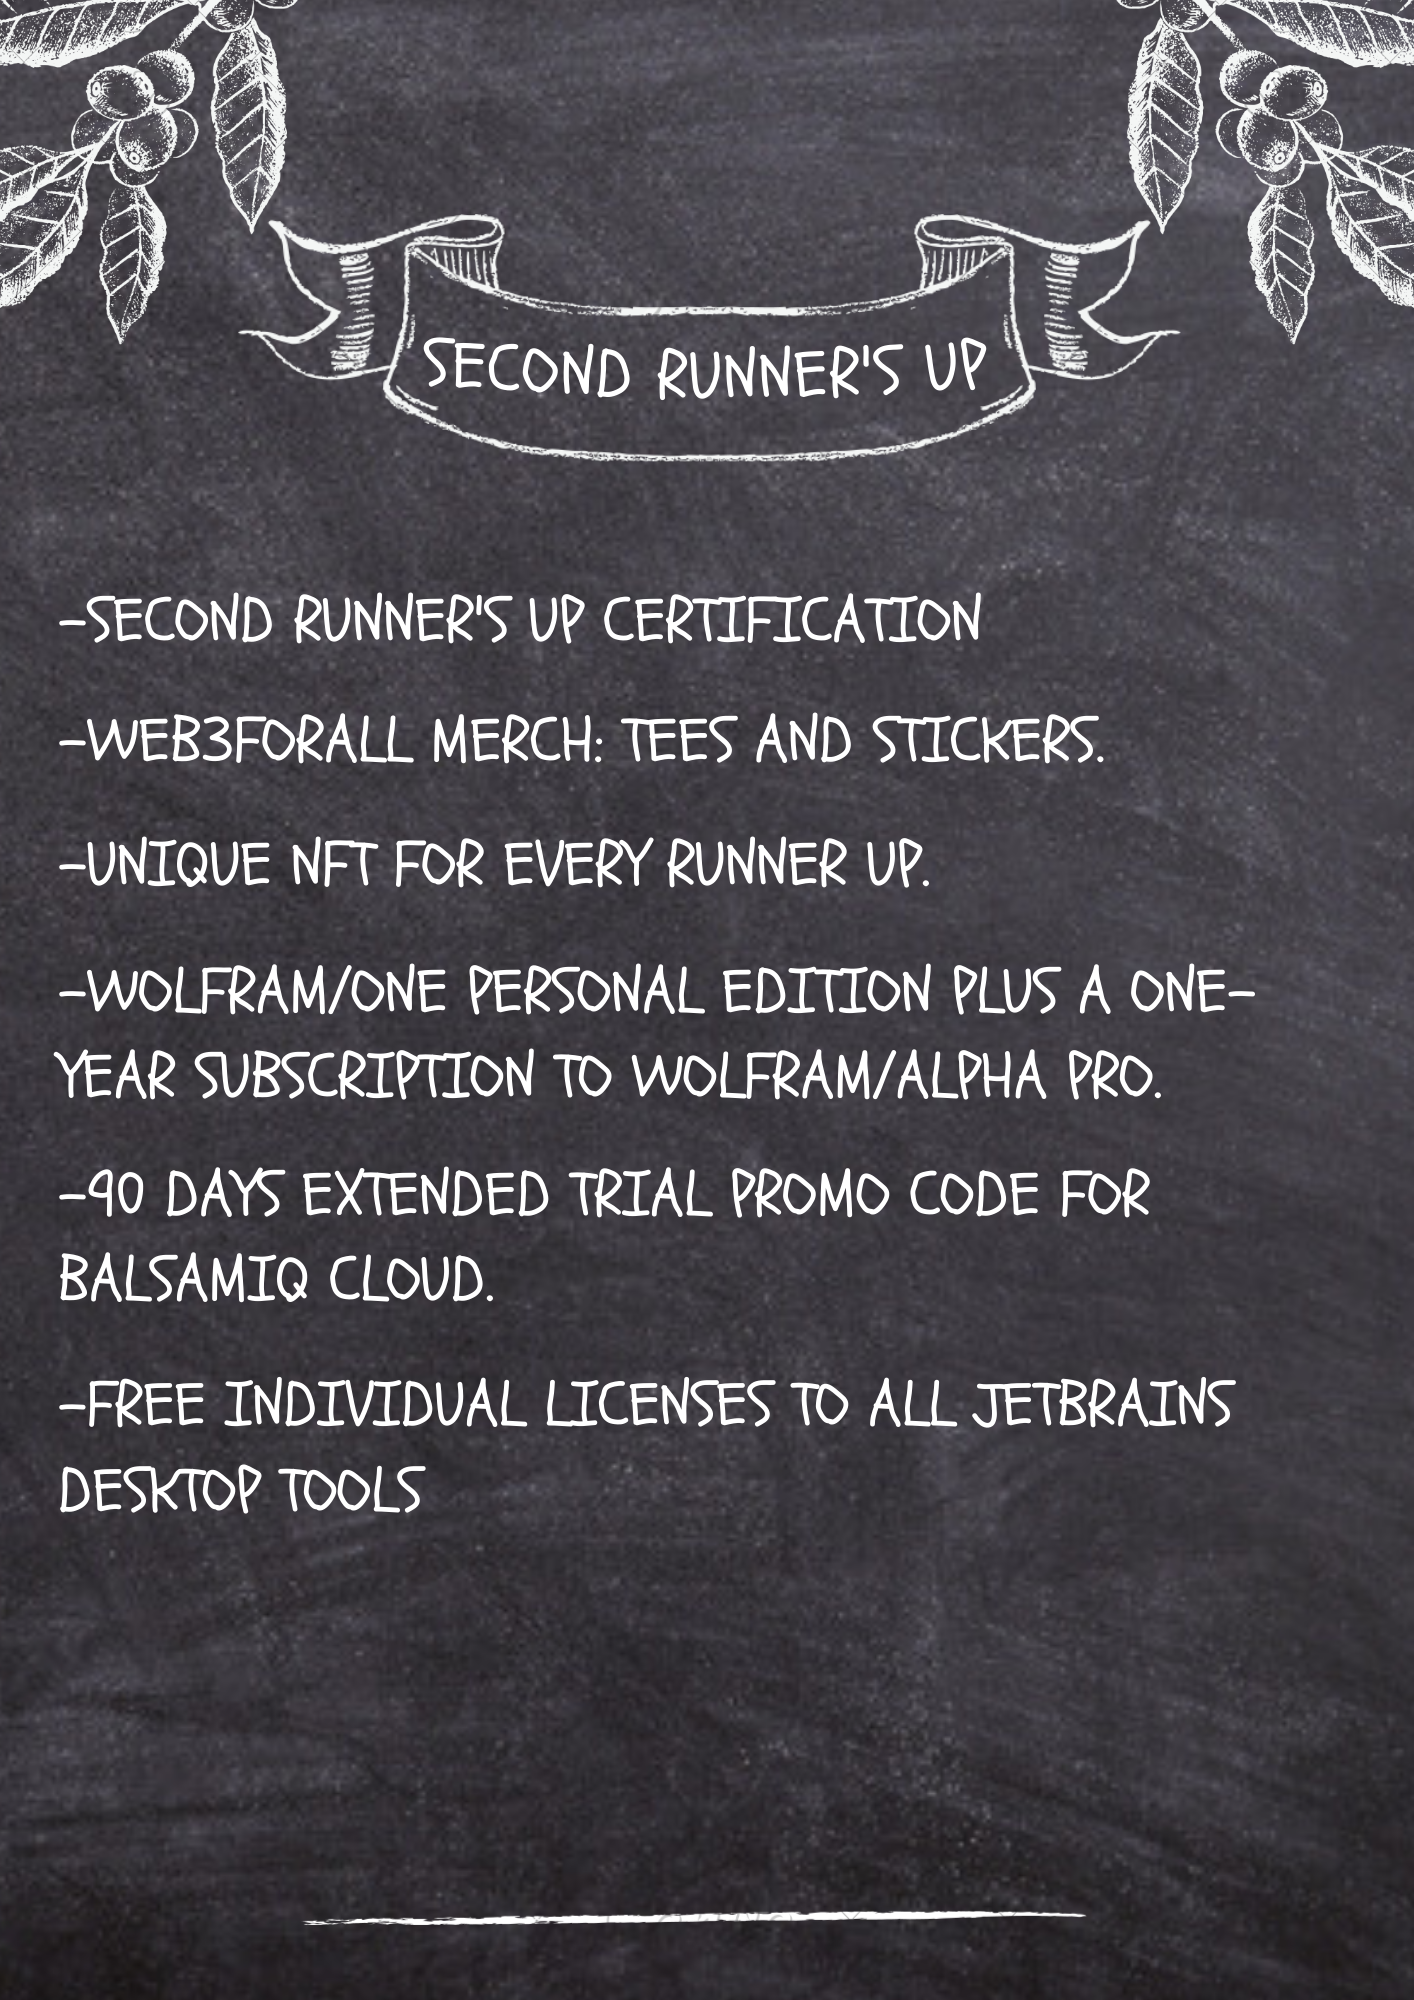 SECOND RUNNER'S UP
-SECOND RUNNER'S UP CERTIFICATION
-WEB3FORALL MERCH: TEES AND STICKERS.
-UNIQUE NFT FOR EVERY RUNNER UP.
-WOLFRAM/ONE PERSONAL EDITION PLUS A ONE-
YEAR SUBSCRIPTION TO WOLFRAM/ALPHA PRO.
-90 DAYS EXTENDED TRIAL PROMO CODE FOR
BALSAMIQ CLOUD.
-FREE INDIVIDUAL LICENSES TO ALL JETBRAINS
DESKTOP TOOLS